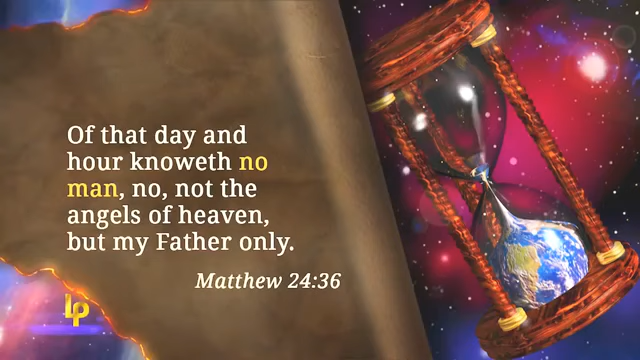 Of that day and
hour knoweth no
man, no, not the
angels of heaven,
but my Father only.
Matthew 24:36
LP